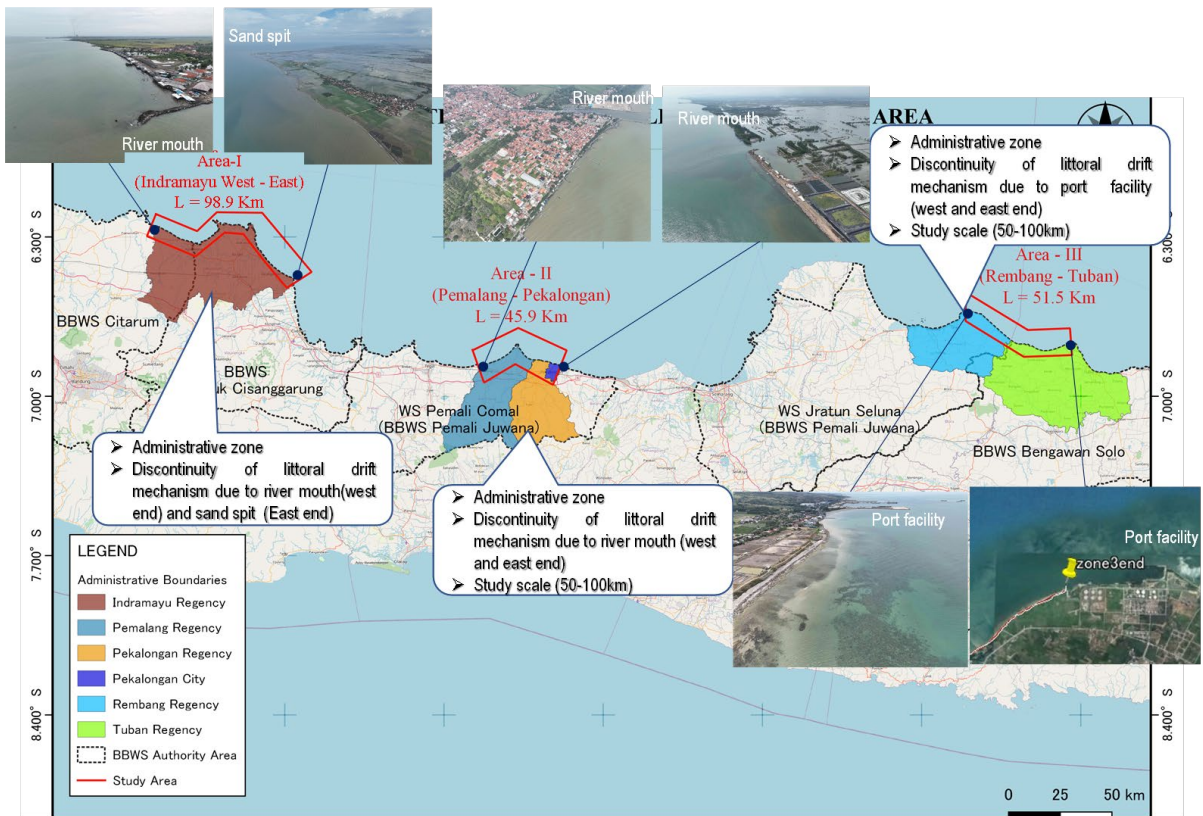 Sand spit
River mouth
River mouth
River mouth
AREA
Area-I
(Indramayu West - East)
L = 98.9 Km
➢ Administrative zone
➢ Discontinuity of littoral drift
mechanism due to port facility
(west and east end)
➢ Study scale (50-100km)
6.300° S
Area - II
(Pemalang - Pekalongan)
L = 45.9 Km
Area - III
(Rembang - Tuban)
L = 51.5 Km
BBWS Citarum
BBWS
uk Cisanggarung
7.000° S
7.000° S
WS Pemali Comal
(BBWS Pemali Juwana)
WS Jratun Seluna
(BBWS Pemali Juwana)
BBWS Bengawan Solo
➢ Administrative zone
➢ Discontinuity of littoral drift
mechanism due to river mouth(west
end) and sand spit (East end)
➢ Administrative zone
➢ Discontinuity of littoral drift
mechanism due to river mouth (west
and east end)
➢ Study scale (50-100km)
Port facility
Port facility
zone3end
7.700° S
LEGEND
Administrative Boundaries
Indramayu Regency
Pemalang Regency
Pekalongan Regency
Pekalongan City
Rembang Regency
Tuban Regency
BBWS Authority Area
Study Area
8.400° S
8.400° S
0 25 50 km